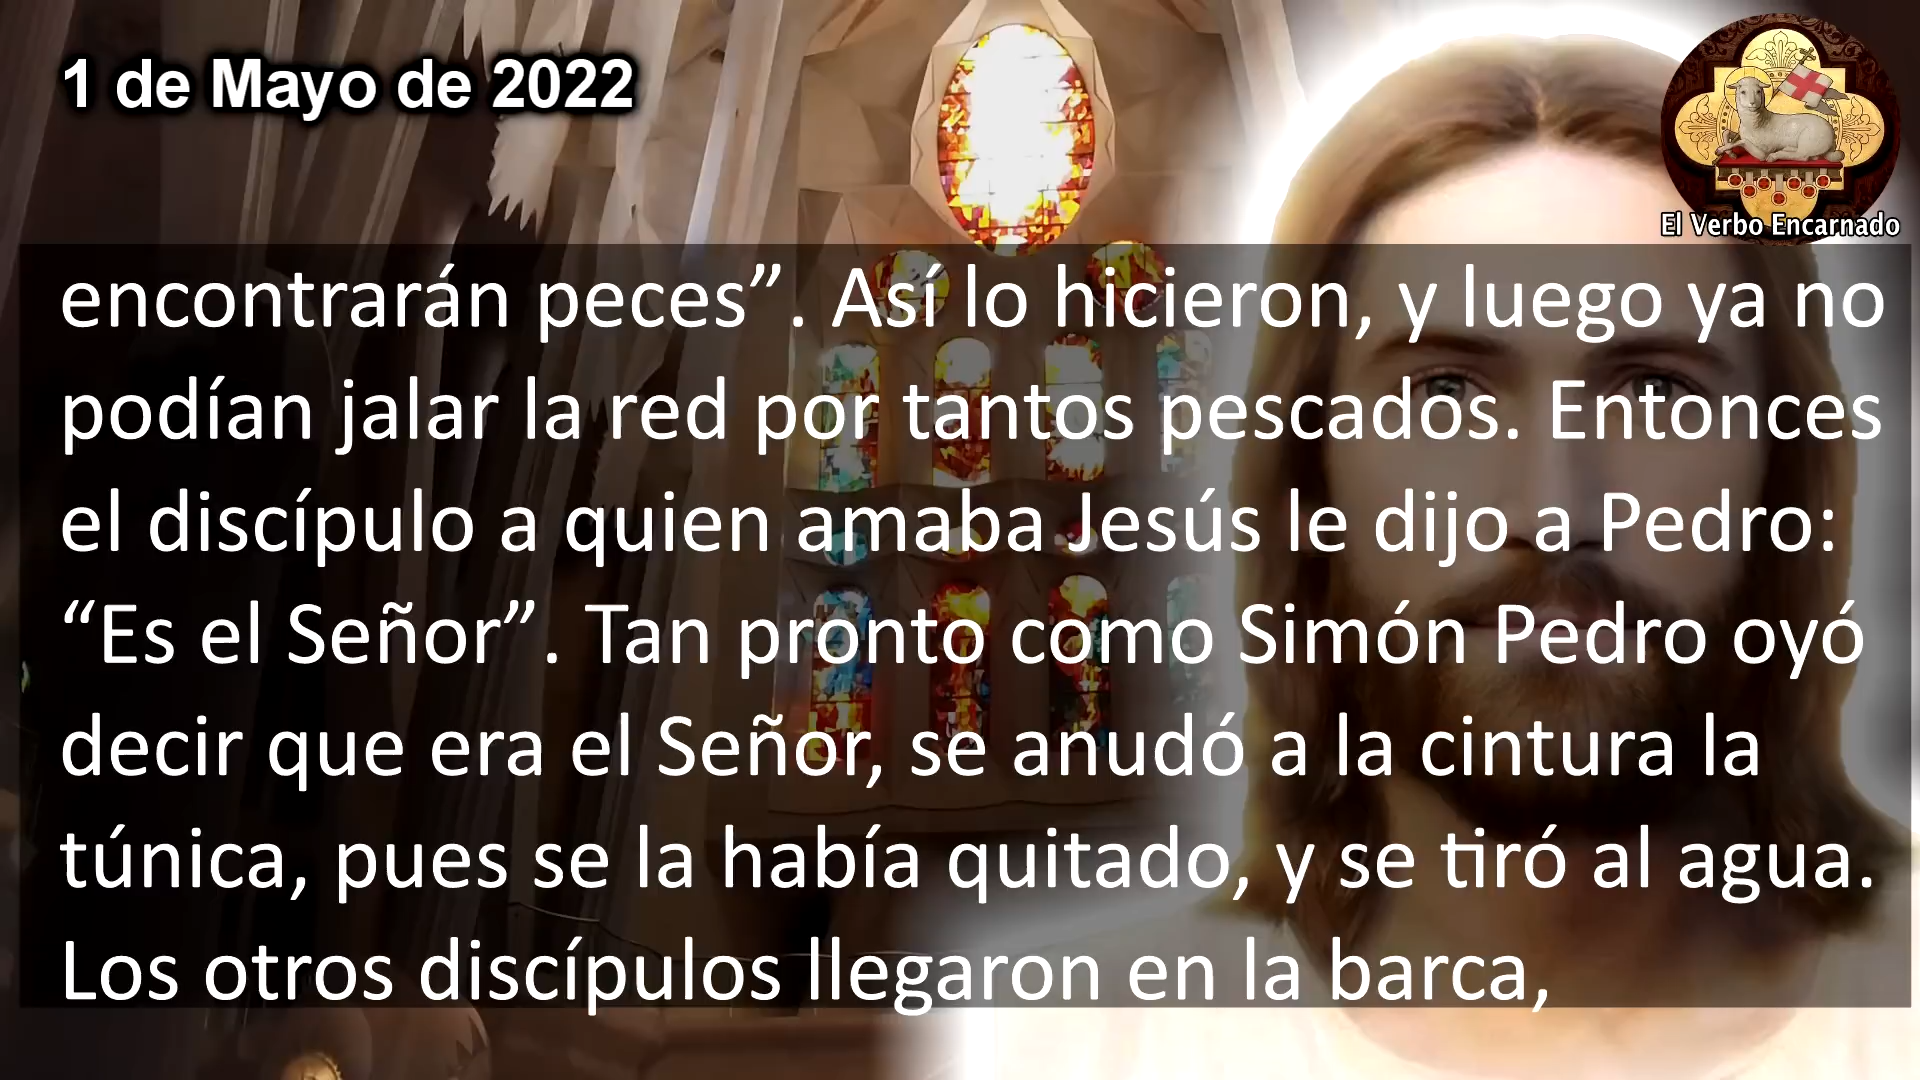 1 de Mayo de 2022
El Verbo Encarnado
encontrarán peces”. Así lo hicieron, y luego ya no
podían jalar la red por tantos pescados. Entonces
el discípulo a quien amaba Jesús le dijo a Pedro:
“Es el Señor”. Tan pronto como Simón Pedro oyó
decir que era el Señor, se anudó a la cintura la
túnica, pues se la había quitado, y se tiró al agua.
Los otros discípulos llegaron en la barca,